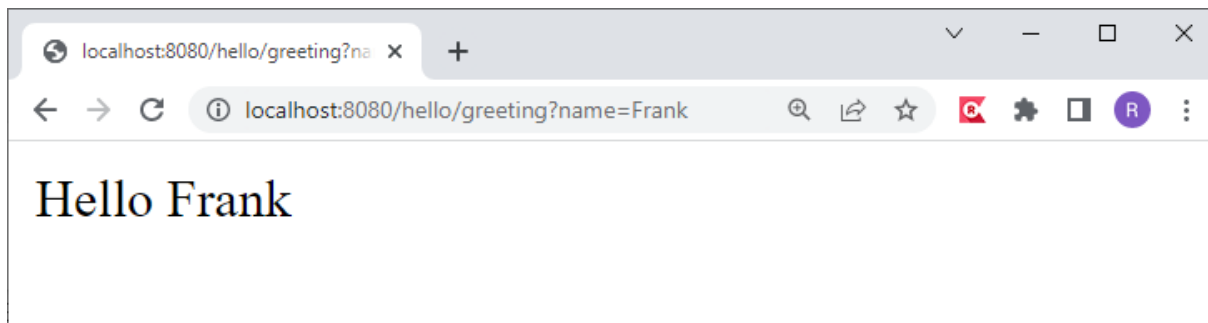 localhost:8080/hello/greeting?na
localhost:8080/hello/greeting?name=Frank
R
R
Hello Frank